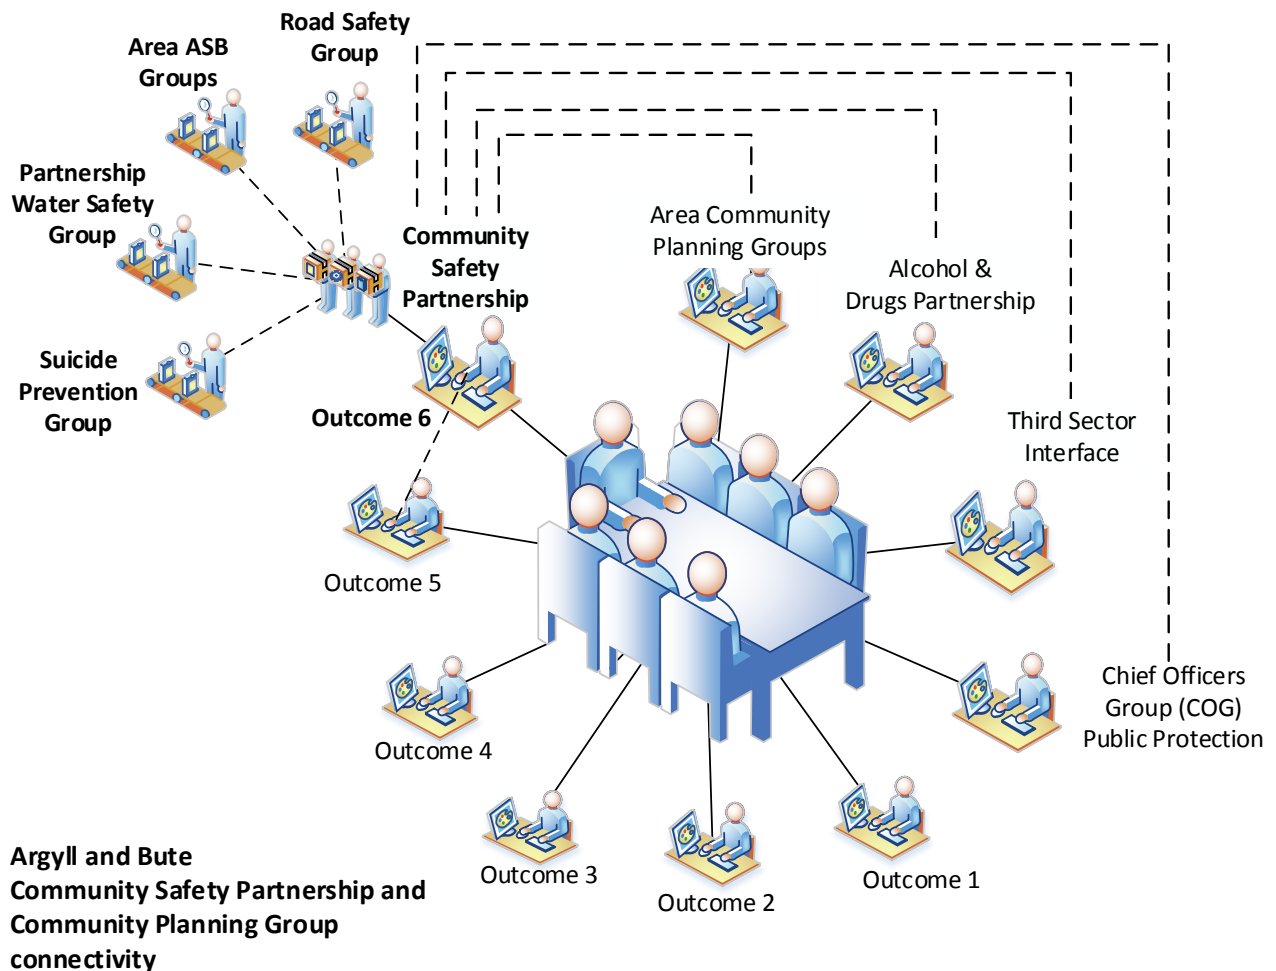 Road Safety
Group
Area ASB
Groups
Partnership
Water Safety
Group
Suicide
Prevention
Group
Community
Safety
Partnership
Area Community
Planning Groups
Alcohol &
Drugs Partnership
Third Sector
Interface
Chief Officers
Group (COG)
Public Protection
Outcome 6
Outcome 5
Outcome 4
Outcome 3
Outcome 2
Outcome 1
Argyll and Bute
Community Safety Partnership and
Community Planning Group
connectivity